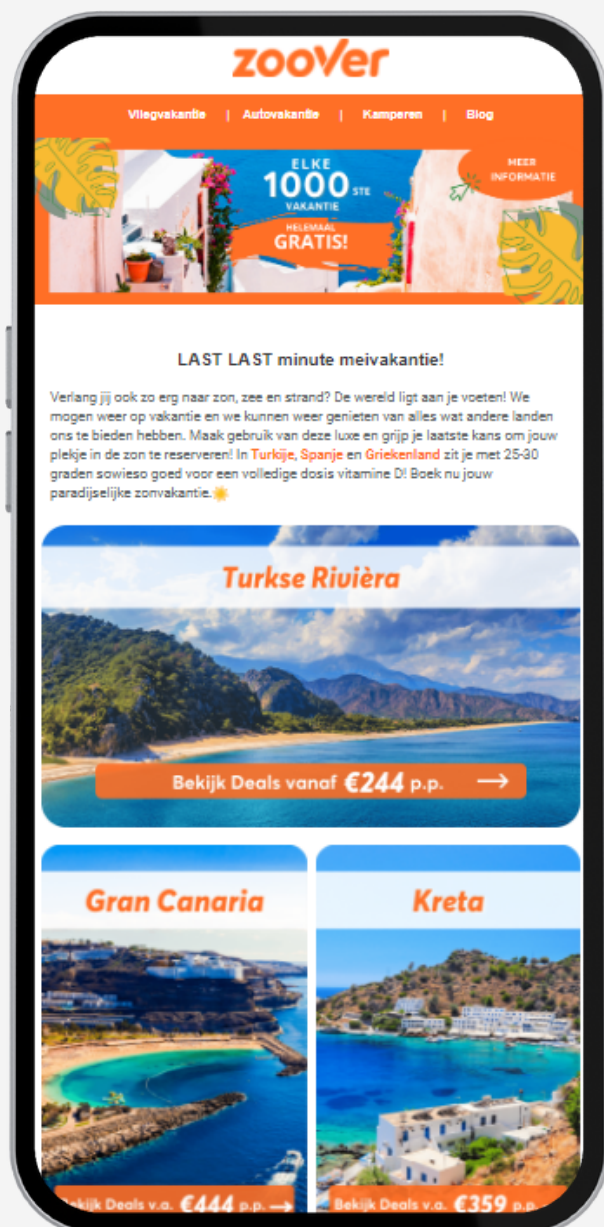 zoover
Vliegvakantie | Autovakantie | Kamperen | Blog
ELKE
1000 STE
VAKANTIE
HELEMAAL
GRATIS!
MEER
INFORMATIE
LAST LAST minute meivakantie!
Verlang jij ook zo erg naar zon, zee en strand? De wereld ligt aan je voeten! We
mogen weer op vakantie en we kunnen weer genieten van alles wat andere landen
ons te bieden hebben. Maak gebruik van deze luxe en grijp je laatste kans om jouw
plekje in de zon te reserveren! In Turkije, Spanje en Griekenland zit je met 25-30
graden sowieso goed voor een volledige dosis vitamine D! Boek nu jouw
paradijselijke zonvakantie.☀️
Turkse Rivièra
Bekijk Deals vanaf €244 p.p. →
Gran Canaria
Bekijk Deals v.a. €444 p.p. →
Kreta
Bekijk Deals v.a. €359 p.p.